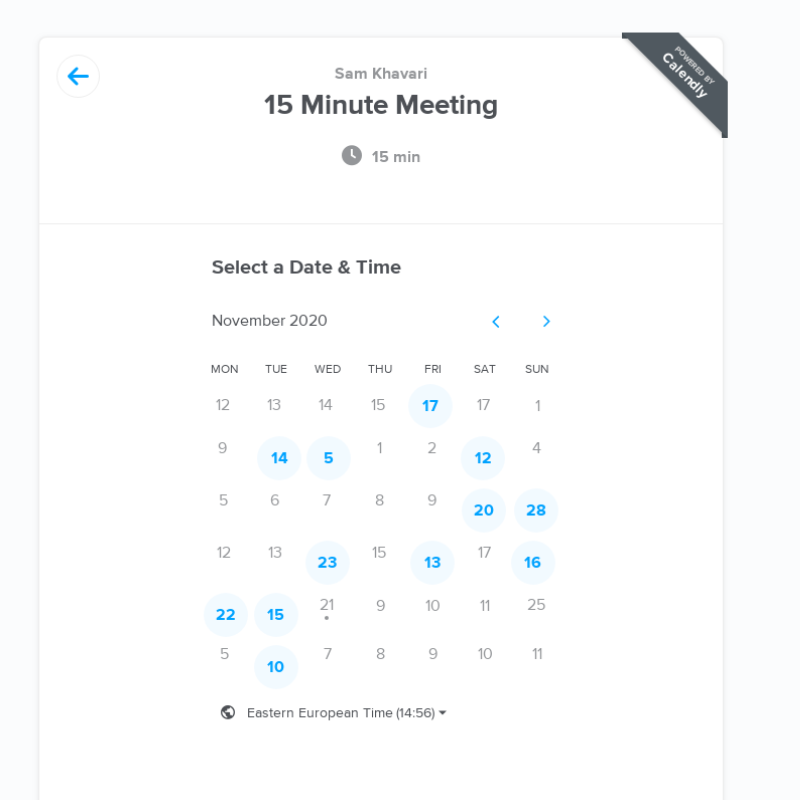 POWERED BY
Calendly
Sam Khavari
15 Minute Meeting
15 min
Select a Date & Time
November 2020
MON TUE WED THU FRI SAT SUN
12 13 14 15 17 17 1
9 14 5 1 2 12 4
5 6 7 8 9 20 28
12 13 23 15 13 17 16
22 15 21 9 10 11 25
5 10 7 8 9 10 11
Eastern European Time (14:56)